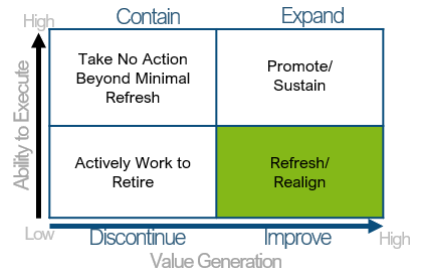 High
Contain
Expand
Take No Action
Beyond Minimal
Refresh
Promote/
Sustain
Ability to Execute
Actively Work to
Retire
Refresh/
Realign
Low
Discontinue
Improve
High
Value Generation